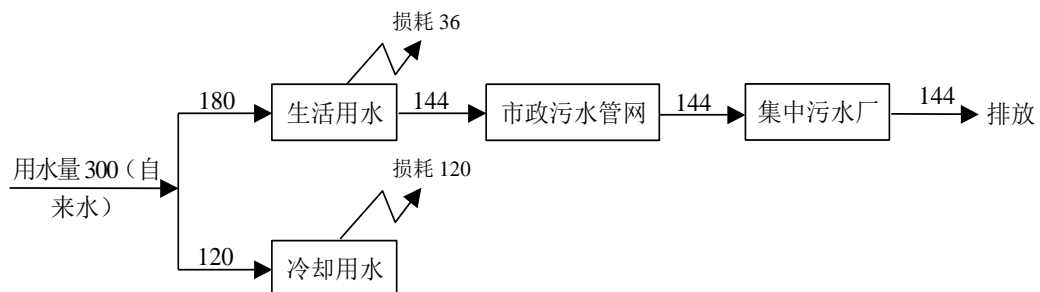 损耗 36
180
生活用水
144
市政污水管网
144
集中污水厂
144
排放
用水量 300（自
来水）
损耗 120
120
冷却用水